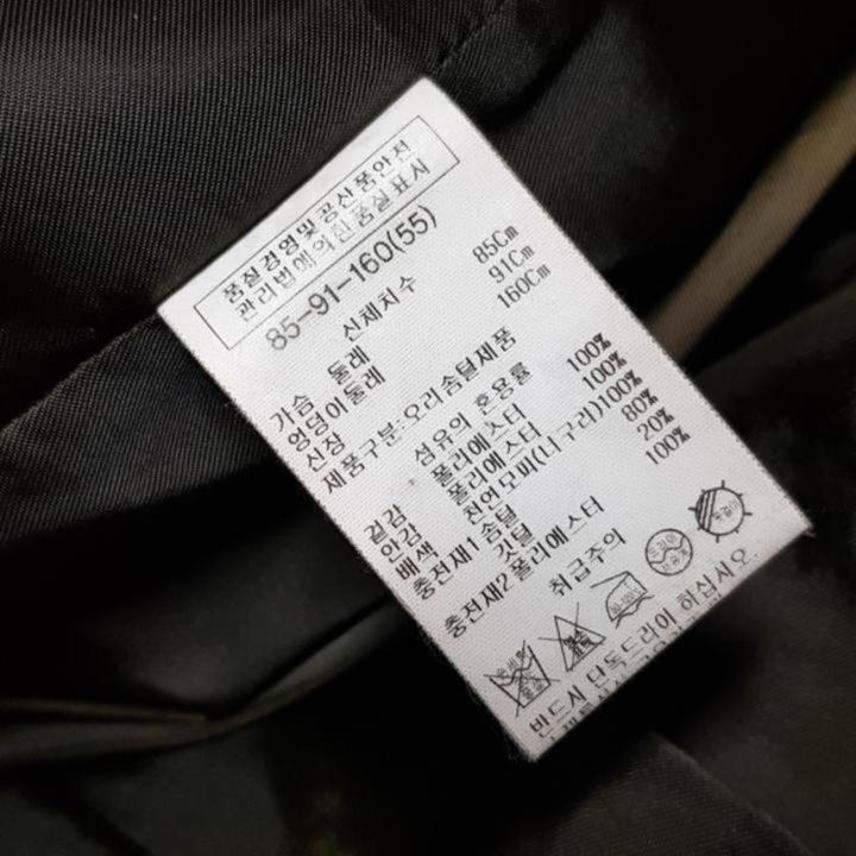 품질경영및공산품안전
관리법에의한품질표시
85-91-160(55)
신체치수
가슴 둘레 85Cm
엉덩이둘레 91Cm
신장 160Cm
제품구분:오리솜털제품
섬유의 혼용률
겉감 폴리에스터 100%
안감 폴리에스터 100%
배색 천연모피(너구리)100%
충전재1 솜털 80%
깃털 20%
충전재2 폴리에스터 100%
취급주의
드라이
옷걸이
반드시 단독드라이 하십시오.